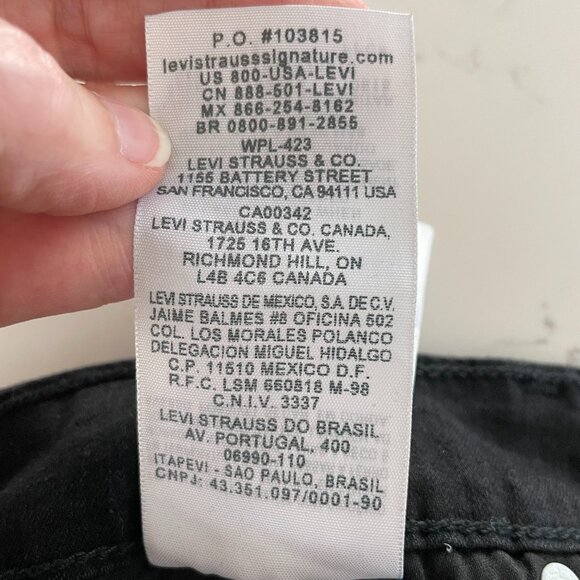 P.O. #103815
levistrausssignature.com
US 800-USA-LEVI
CN 888-501-LEVI
MX 866-254-8162
BR 0800-891-2855
WPL-423
LEVI STRAUSS & CO.
1155 BATTERY STREET
SAN FRANCISCO, CA 94111 USA
CA00342
LEVI STRAUSS & CO. CANADA,
1725 16TH AVE.
RICHMOND HILL, ON
L4B 4C6 CANADA
LEVI STRAUSS DE MEXICO, S.A. DE C.V.
JAIME BALMES #8 OFICINA 502
COL. LOS MORALES POLANCO
DELEGACION MIGUEL HIDALGO
C.P. 11510 MEXICO D.F.
R.F.C. LSM 660818 M-98
C.N.I.V. 3337
LEVI STRAUSS DO BRASIL
AV. PORTUGAL, 400
06990-110
ITAPEVI - SAO PAULO, BRASIL
CNPJ: 43.351.097/0001-90